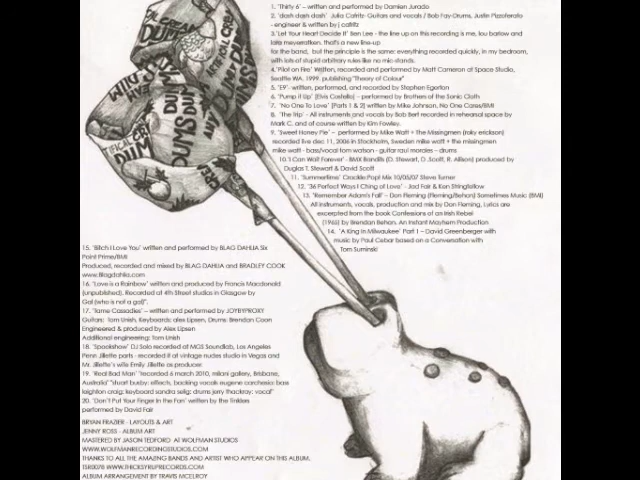 1. 'Thirty 6' – written and performed by Damien Jurado
2. 'dash dash dash' Julia Cafritz- Guitars and vocals / Bob Fay-Drums, Justin Pizzoferrato
- engineer & written by j cafritz
3.'Let Your Heart Decide It' Ben Lee - the line up on this recording is me, lou barlow and
lara meyerratken. that's a new line-up
for the band, but the principle is the same: everything recorded quickly, in my bedroom,
with lots of stupid arbitrary rules like no mic stands.
4.'Pilot on Fire' Written, recorded and performed by Matt Cameron at Space Studio,
Seattle WA. 1999. publishing "Theory of Colour"
5. 'E9'- written, performed, and recorded by Stephen Egerton
6. 'Pump it Up' (Elvis Costello) – performed by Brothers of the Sonic Cloth
7. 'No One To Love' (Parts 1 & 2) written by Mike Johnson, No One Cares/BMI
8. 'The Trip' - All instruments and vocals by Bob Bert recorded in rehearsal space by
Mark C. and of course written by Kim Fowley.
9. 'Sweet Honey Pie' – performed by Mike Watt + the Missingmen (roky erickson)
recorded live dec 11, 2006 in Stockholm, Sweden mike watt + the missingmen
mike watt - bass/vocal tom watson - guitar raul morales – drums
10.'I Can Wait Forever' - BMX Bandits (D. Stewart, D. Scott, R. Allison) produced by
Duglas T. Stewart & David Scott
11. 'Summertime' Crackle-Pop! Mix 10/05/07 Steve Turner
12. '36 Perfect Ways I Ching of Love' - Jad Fair & Ken Stringfellow
13. 'Remember Adam's Fall' – Don Fleming (Fleming/Behan) Sometimes Music (BMI)
All instruments, vocals, production and mix by Don Fleming. Lyrics are
excerpted from the book Confessions of an Irish Rebel
(1965) by Brendan Behan. An Instant Mayhem Production
14. 'A King in Milwaukee' Part 1 – David Greenberger with
music by Paul Cebar based on a Conversation with
Tom Suminski
15. 'Bitch I Love You' written and performed by BLAG DAHLIA Six
Point Prime/BMI
Produced, recorded and mixed by BLAG DAHLIA and BRADLEY COOK
www.Blagdahlia.com
16. 'Love is a Rainbow' written and produced by Francis Macdonald
(unpublished). Recorded at 4th Street studios in Glasgow by
Gal (who is not a gal)".
17. 'Tame Cassadies' – written and performed by JOYBYPROXY
Guitars: Tom Unish, Keyboards: alex Lipsen, Drums: Brendan Coon
Engineered & produced by Alex Lipsen
Additional engineering: Tom Unish
18. 'Spookshow' DJ Solo recorded at MGS Soundlab, Los Angeles
Penn Jillette parts - recorded it at vintage nudes studio in Vegas and
Mr. Jillette's wife Emily Jillette as producer
19. 'Real Bad Man' "recorded 6 march 2010, reliani gallery, Brisbane,
Australia" "stuart busby: effects, backing vocals eugene carchesio: bass
leighton craig: keyboard sandra selig: drums jerry thackray: vocal"
20. 'Don't Put Your Finger in the Fan' written by the Tinklers
performed by David Fair
BRYAN FRAZIER - LAYOUTS & ART
JENNY ROSS - ALBUM ART
MASTERED BY JASON TEDFORD AT WOLFMAN STUDIOS
WWW.WOLFMANRECORDINGSTUDIOS.COM
THANKS TO ALL THE AMAZING BANDS AND ARTIST WHO APPEAR ON THIS ALBUM.
TSR0078 WWW.THICKSYRUPRECORDS.COM
ALBUM ARRANGEMENT BY TRAVIS MCELROY
DUMS
DUM
DUMS
DUMS